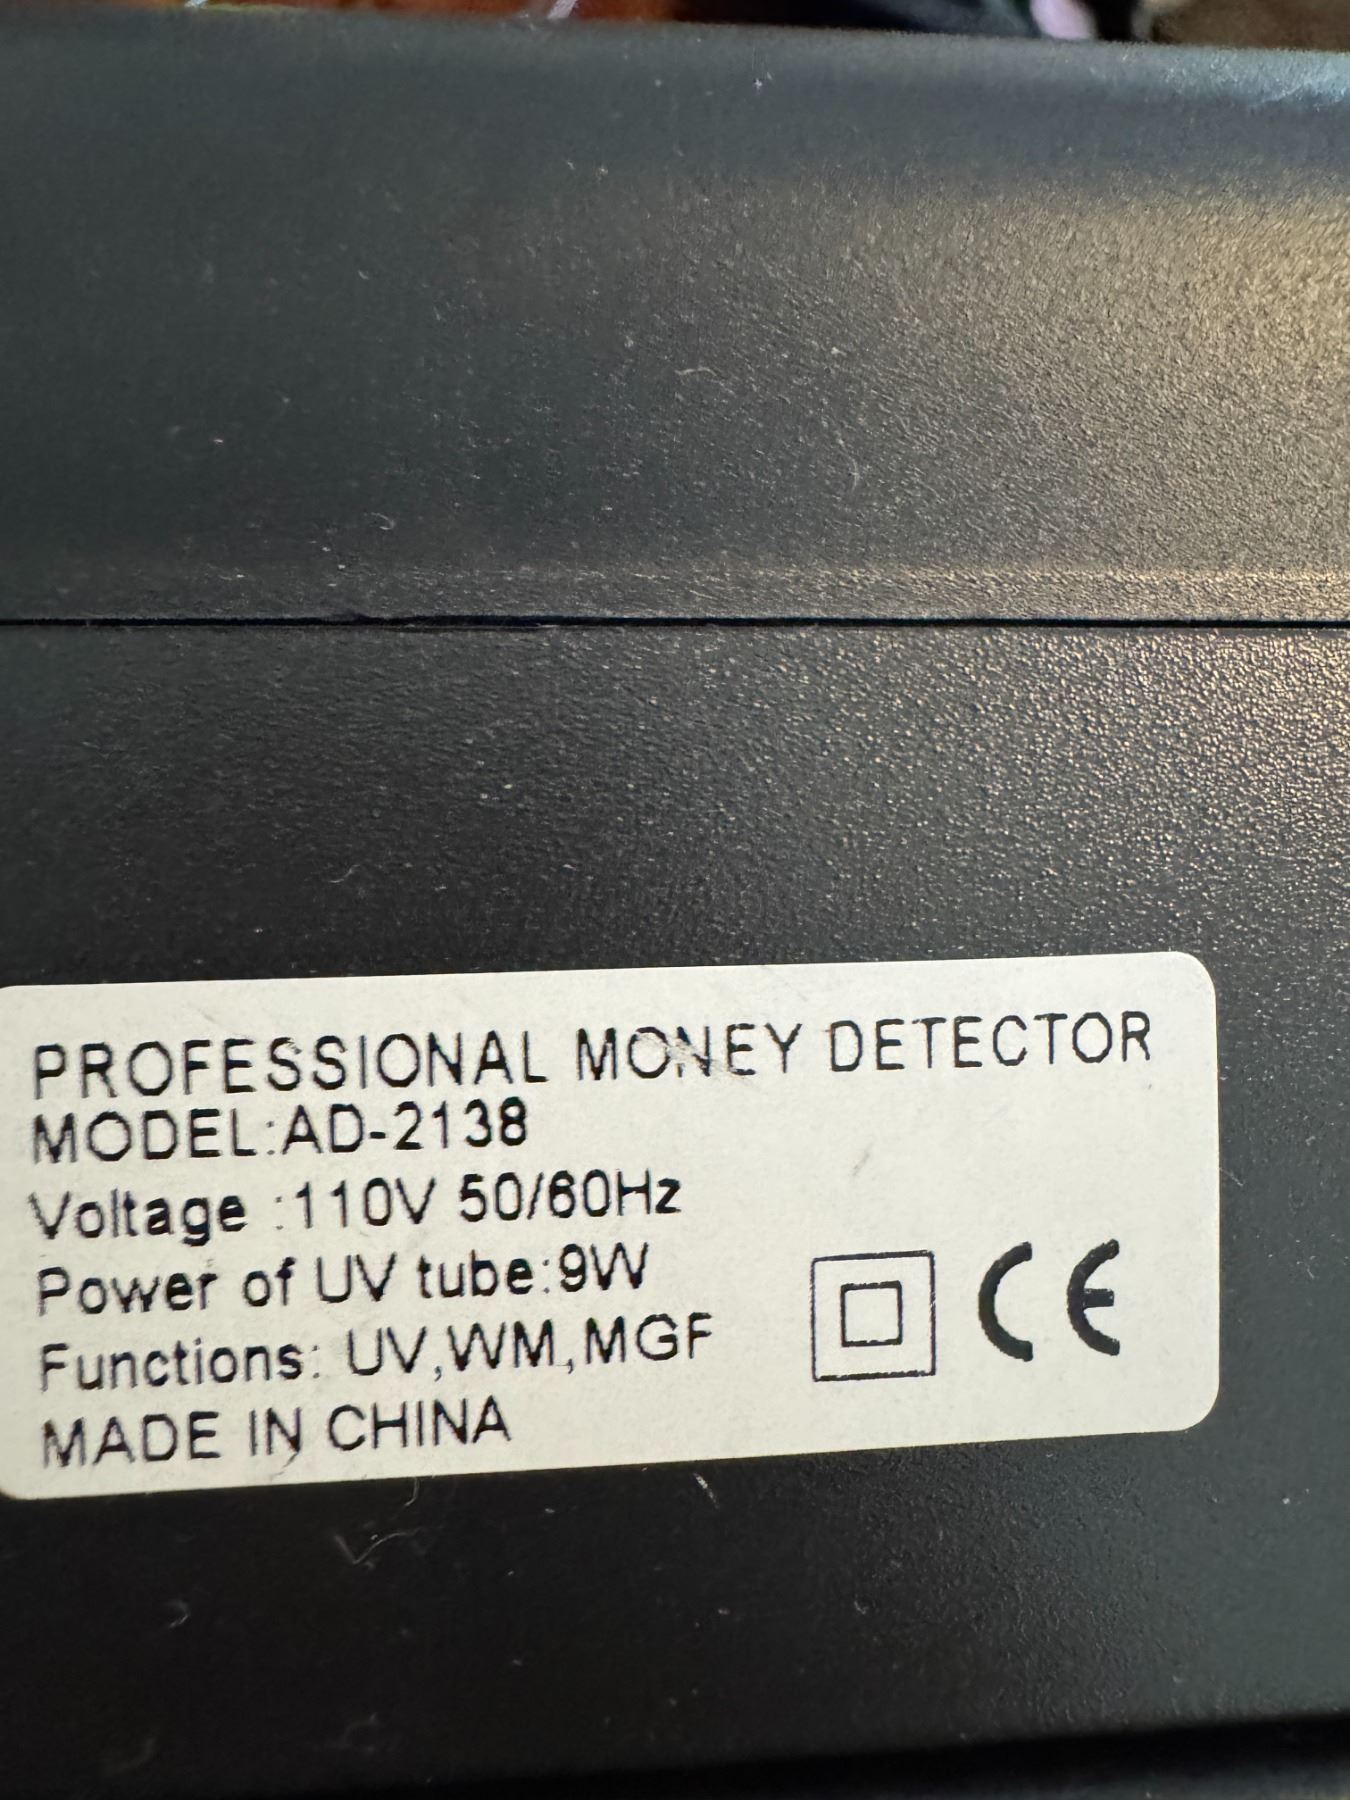 PROFESSIONAL MONEY DETECTOR
MODEL:AD-2138
Voltage :110V 50/60Hz
Power of UV tube:9W
Functions: UV,WM,MGF
MADE IN CHINA
CE